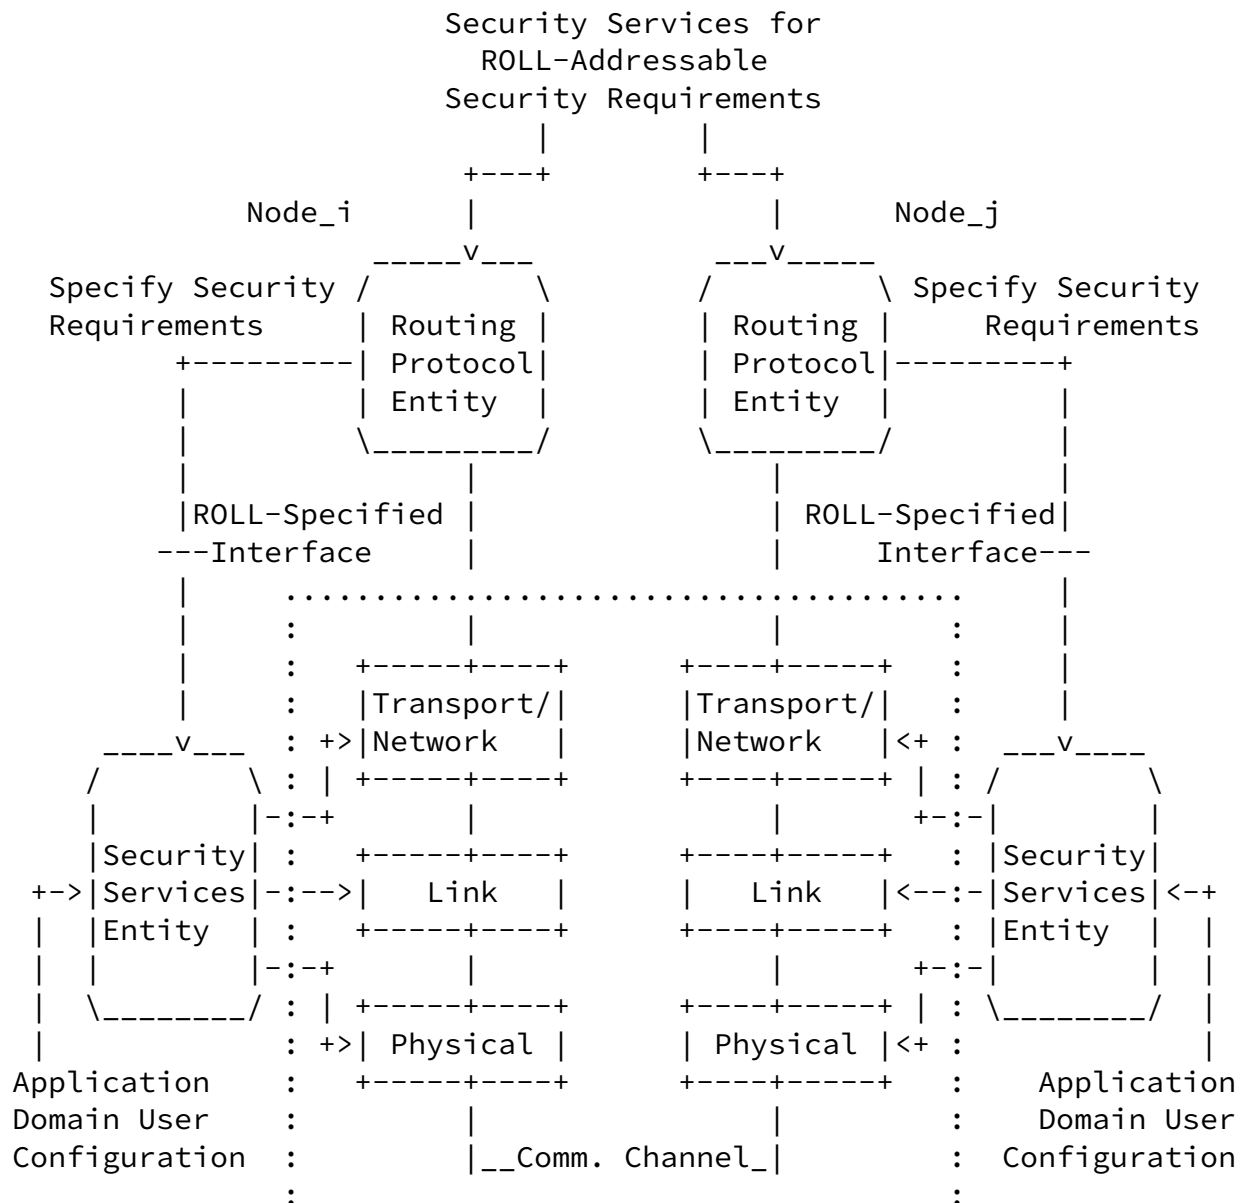 Security Services for
ROLL-Addressable
Security Requirements
Node_i Node_j
Specify Security Specify Security
Requirements | Routing | | Routing | Requirements
Protocol Protocol
Entity Entity
ROLL-Specified ROLL-Specified
Interface Interface
Transport/ Transport/
Network Network
Security Security
Services Link Link Services
Entity Entity
Physical Physical
Application Application
Domain User Domain User
Configuration __Comm. Channel_ Configuration